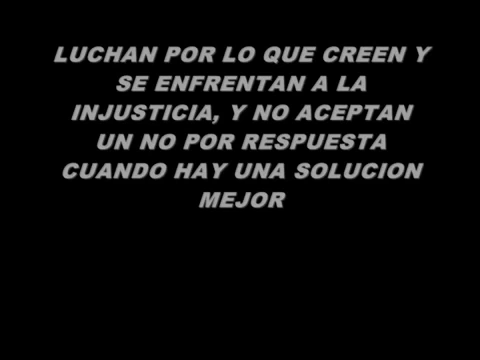 LUCHAN POR LO QUE CREEN Y
SE ENFRENTAN A LA
INJUSTICIA, Y NO ACEPTAN
UN NO POR RESPUESTA
CUANDO HAY UNA SOLUCION
MEJOR